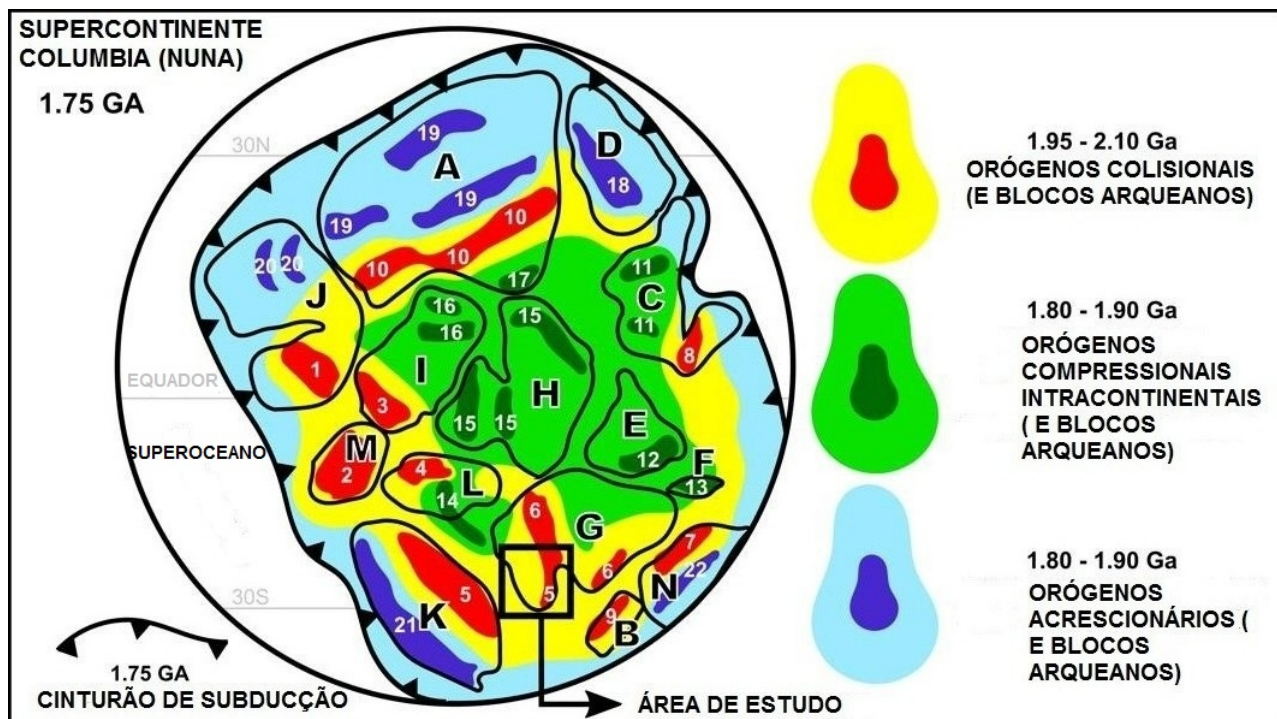 SUPERCONTINENTE
COLUMBIA (NUNA)
1.75 GA
30N
19
A
D
18
19
19
10
10
10
20
20
J
17
11
C
11
16
16
15
I
H
8
1
EQUADOR
3
15
15
E
12
SUPEROCEANO
M
2
4
L
14
F
13
6
G
7
5
6
22
N
30S
5
9
B
21
K
1.75 GA
CINTURÃO DE SUBDUCÇÃO
ÁREA DE ESTUDO
1.95 - 2.10 Ga
ORÓGENOS COLISIONAIS
(E BLOCOS ARQUEANOS)
1.80 - 1.90 Ga
ORÓGENOS
COMPRESSIONAIS
INTRACONTINENTAIS
( E BLOCOS
ARQUEANOS)
1.80 - 1.90 Ga
ORÓGENOS
ACRESCIONÁRIOS (
E BLOCOS
ARQUEANOS)